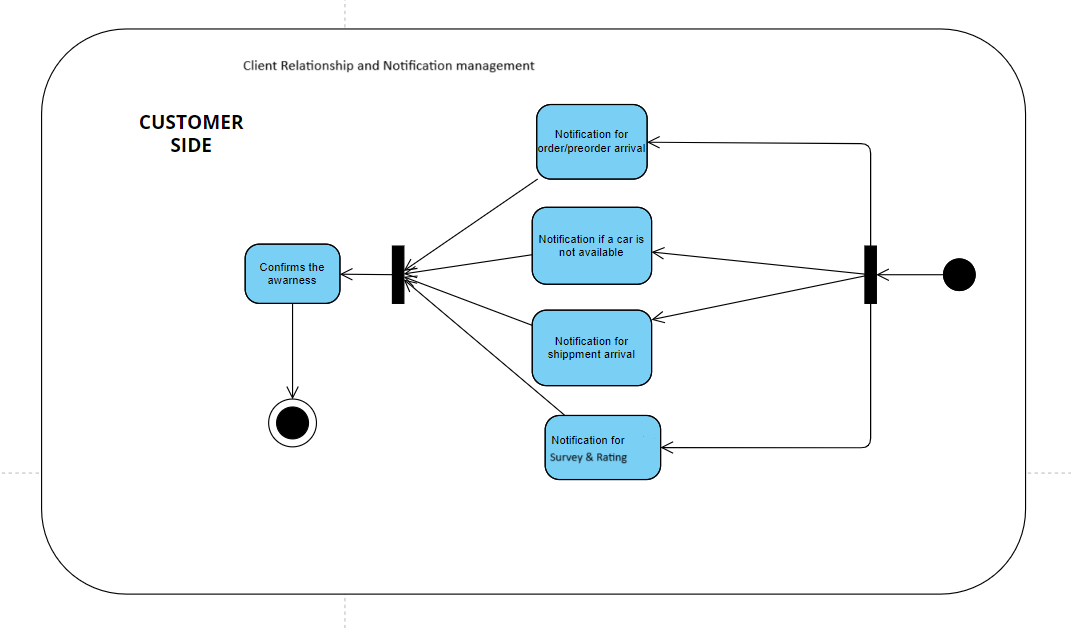 Client Relationship and Notification management
CUSTOMER
SIDE
Notification for
order/preorder arrival
Notification if a car is
not available
Confirms the
awarness
Notification for
shippment arrival
Notification for
Survey & Rating